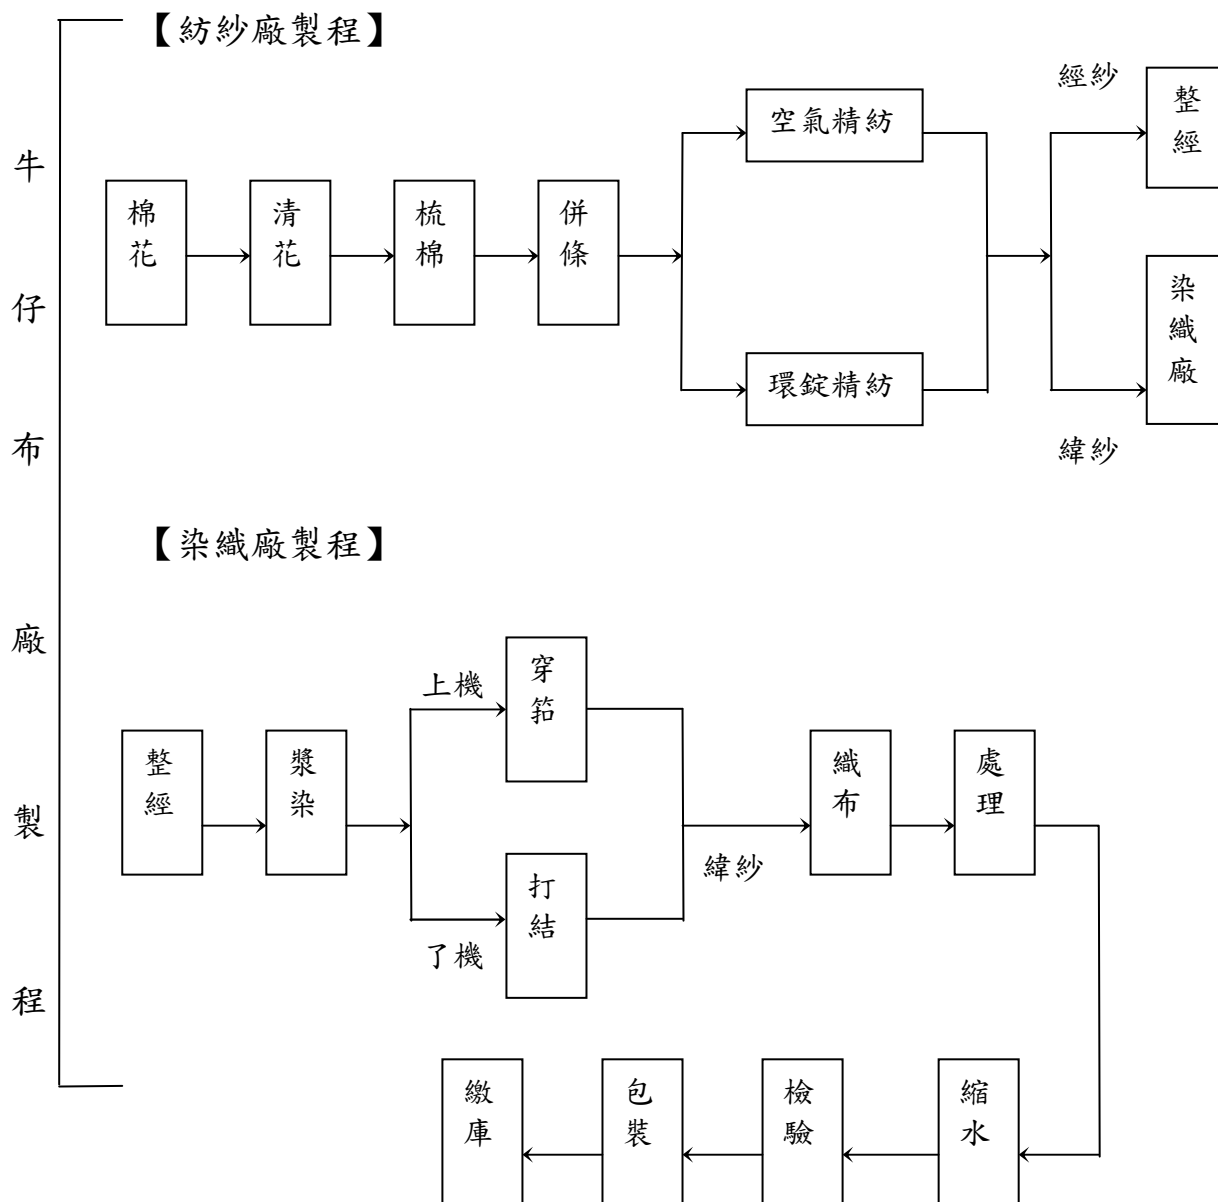 牛仔布廠製程
【紡紗廠製程】
棉花
清花
梳棉
併條
空氣精紡
環錠精紡
經紗
整經
染織廠
緯紗
【染織廠製程】
整經
漿染
上機
穿筘
了機
打結
緯紗
織布
處理
縮水
檢驗
包裝
繳庫